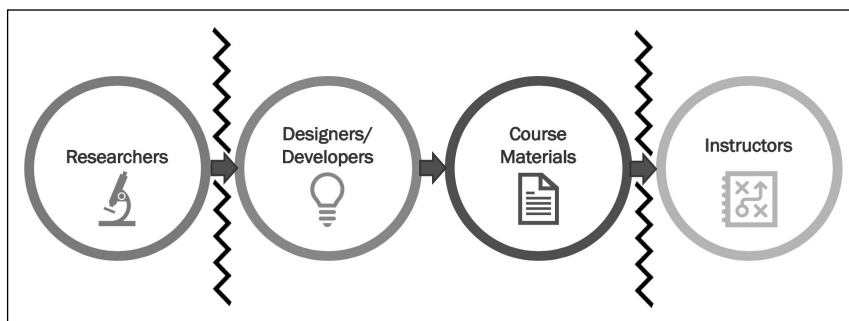 Researchers
Designers/
Developers
Course
Materials
Instructors